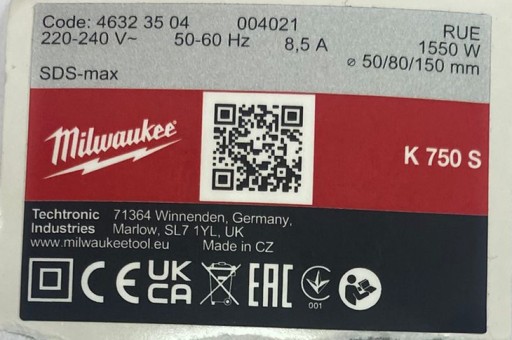 Code: 4632 35 04 004021 RUE
220-240 V~ 50-60 Hz 8,5 A 1550 W
⌀ 50/80/150 mm
SDS-max
Milwaukee
K 750 S
Techtronic 71364 Winnenden, Germany,
Industries Marlow, SL7 1YL, UK
www.milwaukeetool.eu Made in CZ
CE UK CA EAC 001